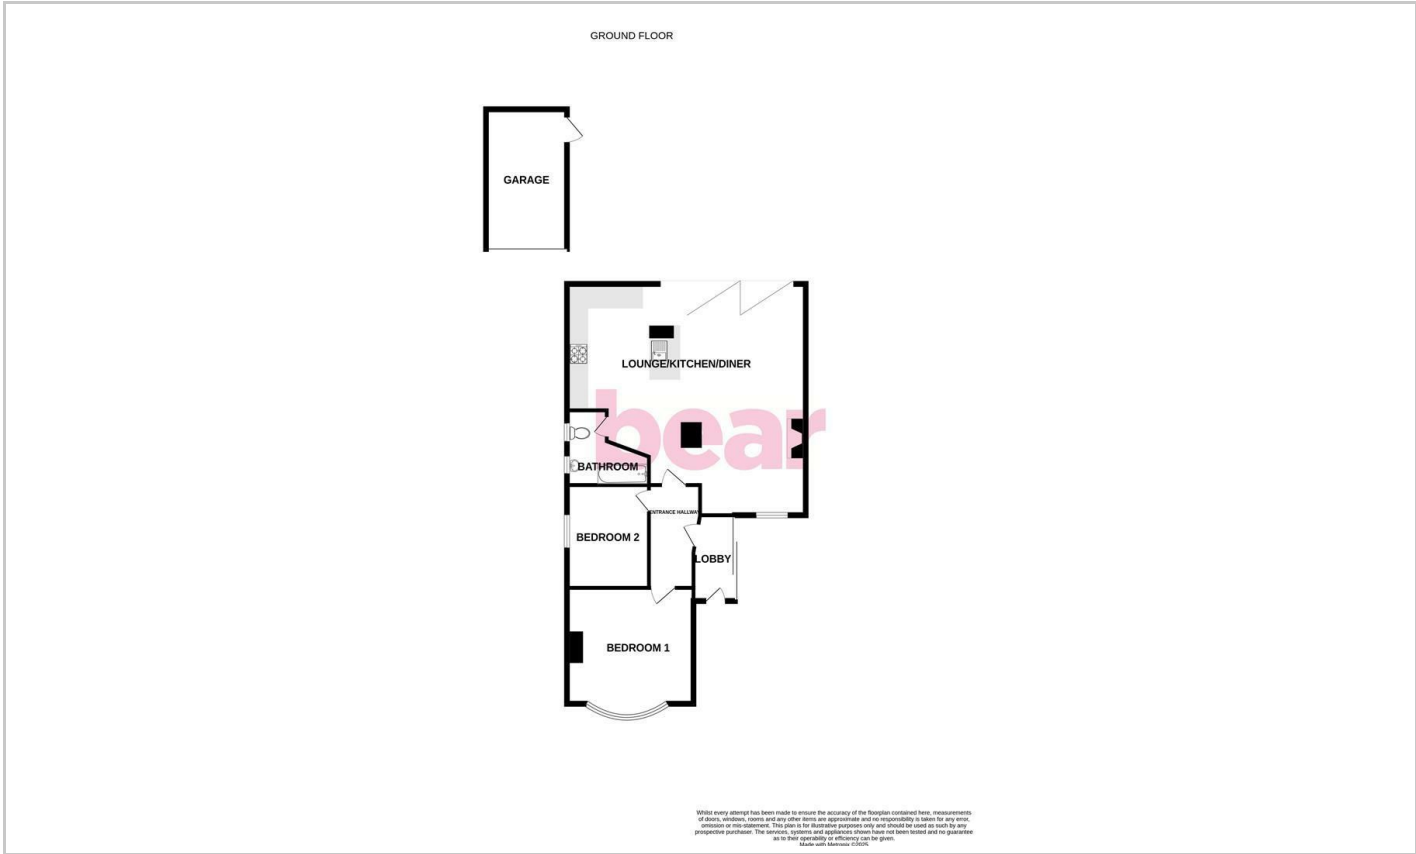 GROUND FLOOR
GARAGE
LOUNGE/KITCHEN/DINER
bear
BATHROOM
ENTRANCE HALLWAY
BEDROOM 2
LOBBY
BEDROOM 1
Whilst every attempt has been made to ensure the accuracy of the floorplan contained here, measurements
of doors, windows, rooms and any other items are approximate and no responsibility is taken for any error,
omission or mis-statement. This plan is for illustrative purposes only and should be used as such by any
prospective purchaser. The services, systems and appliances shown have not been tested and no guarantee
as to their operability or efficiency can be given.
Made with Metropix ©2025